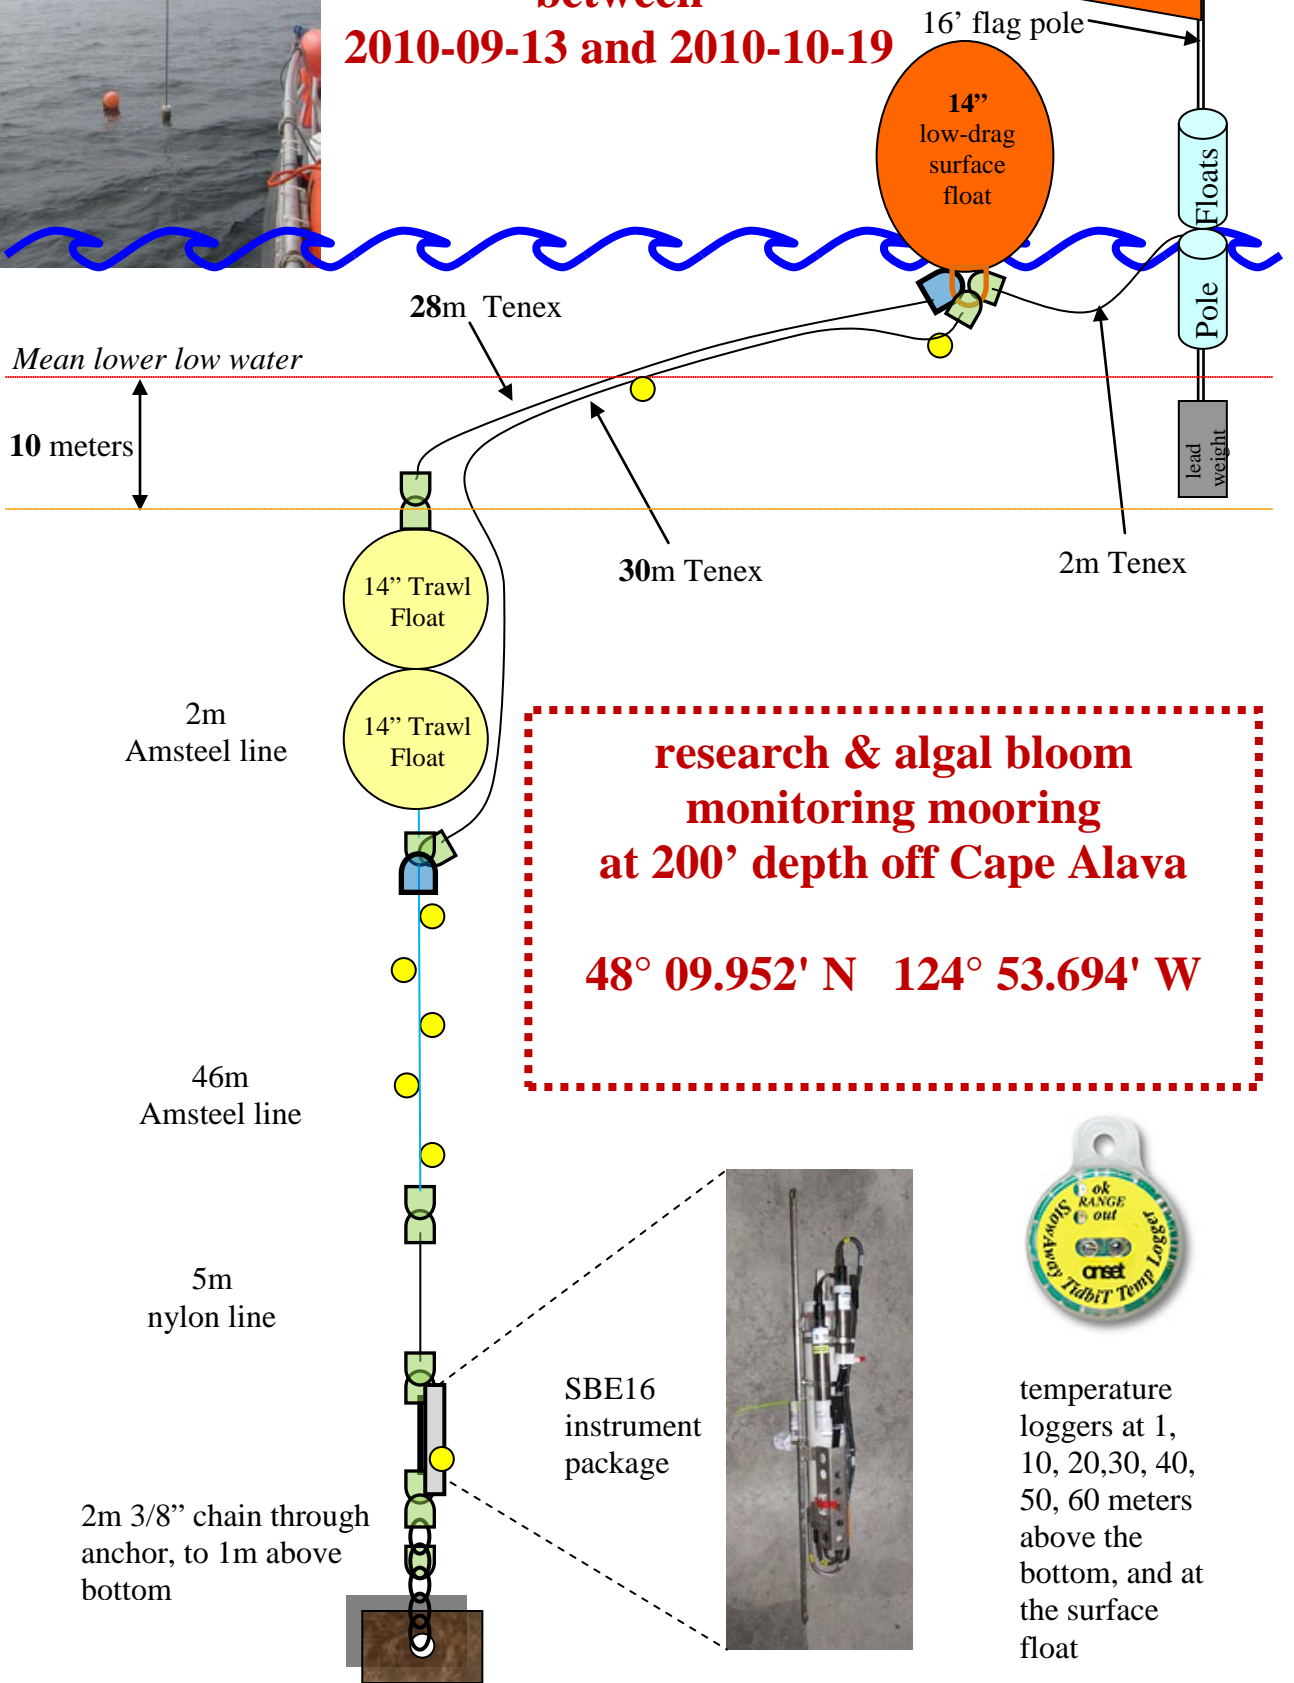 between
2010-09-13 and 2010-10-19
16’ flag pole
14”
low-drag
surface
float
Floats
Pole
lead
weight
28m Tenex
Mean lower low water
10 meters
30m Tenex
2m Tenex
14” Trawl
Float
14” Trawl
Float
2m
Amsteel line
research & algal bloom
monitoring mooring
at 200’ depth off Cape Alava
48° 09.952' N 124° 53.694' W
46m
Amsteel line
5m
nylon line
SBE16
instrument
package
ok
RANGE
out
onset
StowAway TidbiT Temp Logger
temperature
loggers at 1,
10, 20,30, 40,
50, 60 meters
above the
bottom, and at
the surface
float
2m 3/8” chain through
anchor, to 1m above
bottom